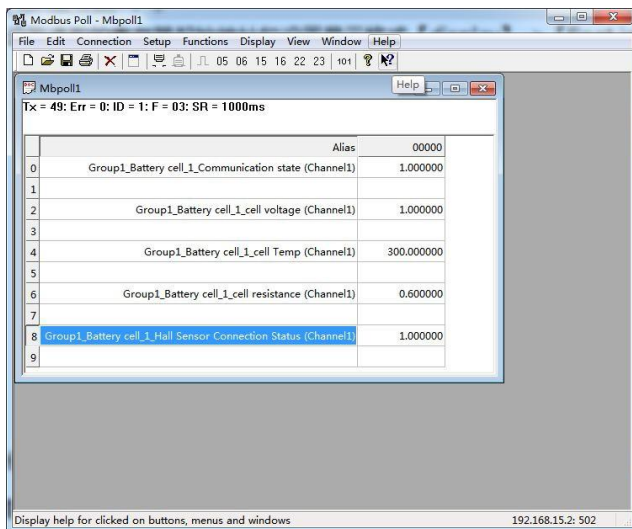 Modbus Poll - Mbpoll1
File Edit Connection Setup Functions Display View Window Help
05 06 15 16 22 23 101
Help
Mbpoll1
Tx = 49: Err = 0: ID = 1: F = 03: SR = 1000ms
Alias 00000
0 Group1_Battery cell_1_Communication state (Channel1) 1.000000
1
2 Group1_Battery cell_1_cell voltage (Channel1) 1.000000
3
4 Group1_Battery cell_1_cell Temp (Channel1) 300.000000
5
6 Group1_Battery cell_1_cell resistance (Channel1) 0.600000
7
8 Group1_Battery cell_1_Hall Sensor Connection Status (Channel1) 1.000000
9
Display help for clicked on buttons, menus and windows 192.168.15.2: 502